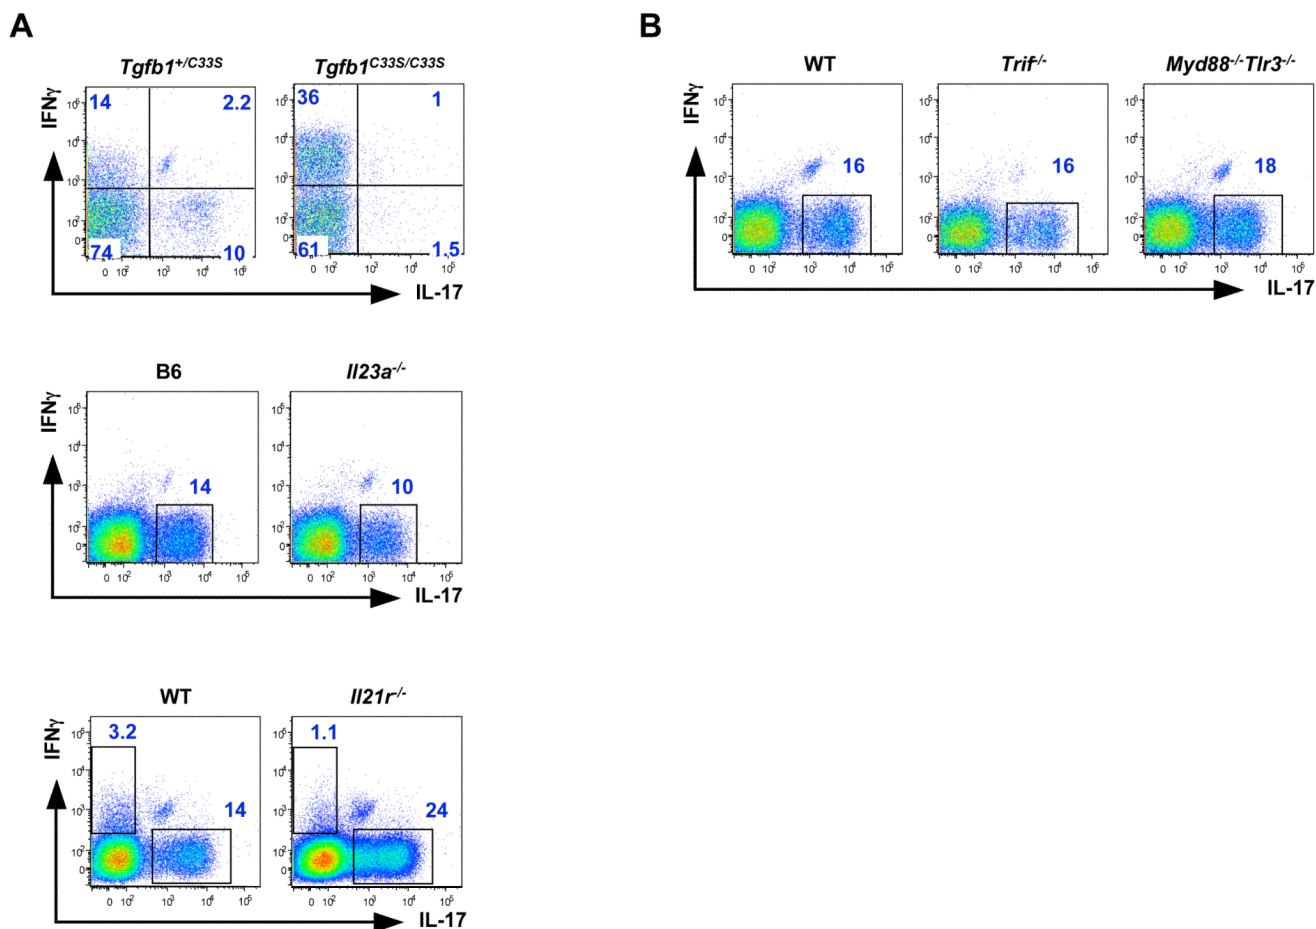 A
B
Tgfb1+/C33S Tgfb1C33S/C33S
WT Trif-/- Myd88-/-Tlr3-/-
IFNγ
14 2.2
36 1
74 10
61 1.5
IL-17
IFNγ
16 16 18
IL-17
B6 Il23a-/-
IFNγ
14 10
IL-17
WT Il21r-/-
IFNγ
3.2 1.1
14 24
IL-17